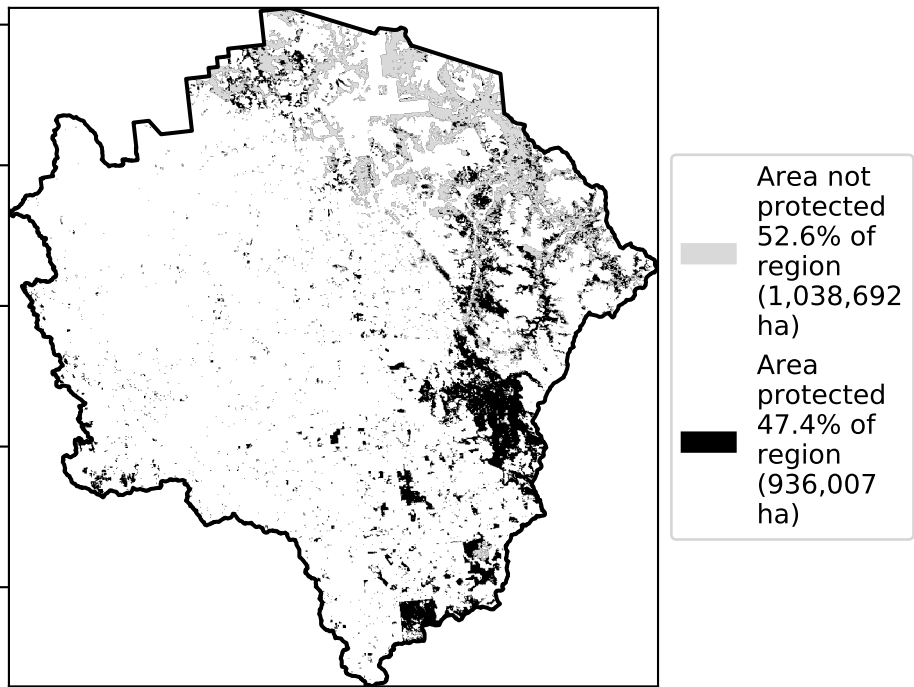 Area not
protected
52.6% of
region
(1,038,692
ha)
Area
protected
47.4% of
region
(936,007
ha)